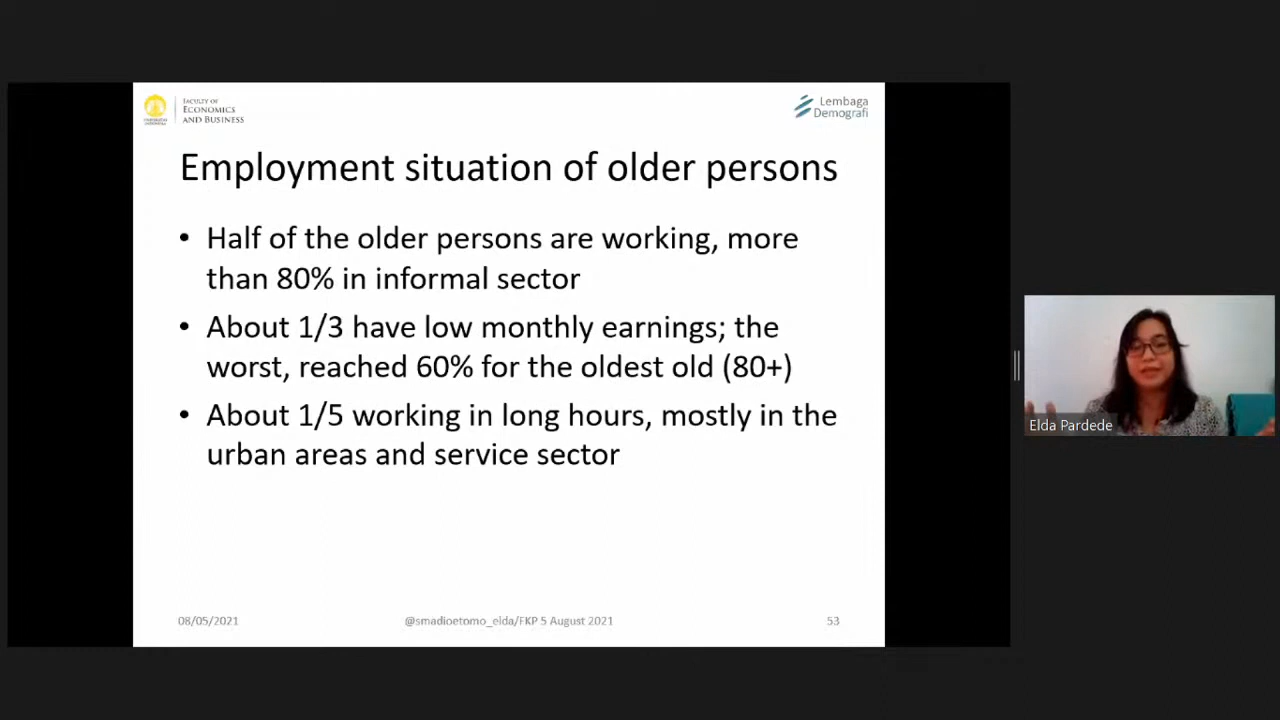 FACULTY OF
ECONOMICS
AND BUSINESS
Lembaga
Demografi
Employment situation of older persons
• Half of the older persons are working, more
than 80% in informal sector
• About 1/3 have low monthly earnings; the
worst, reached 60% for the oldest old (80+)
• About 1/5 working in long hours, mostly in the
urban areas and service sector
08/05/2021
@smadioetomo_elda/FKP 5 August 2021
53
Elda Pardede